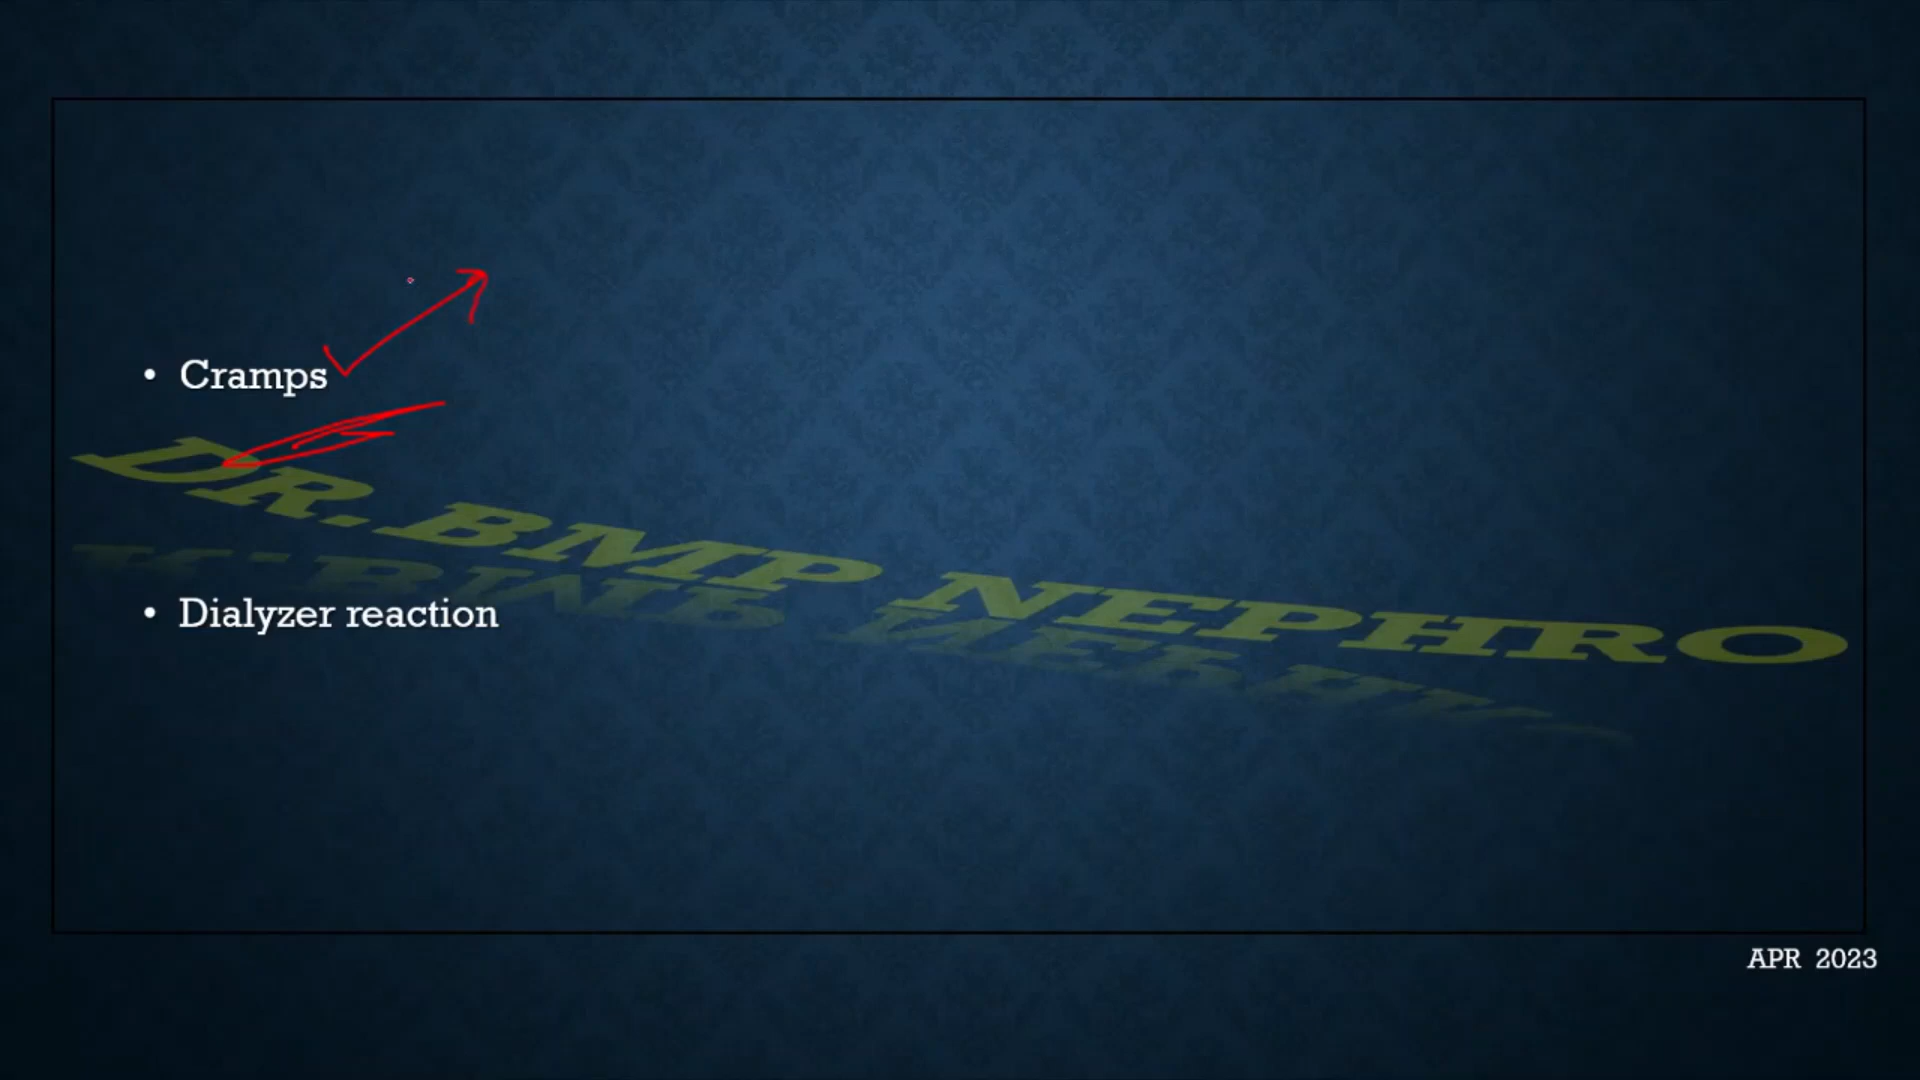 • Cramps
DR.BMP NEPHRO
• Dialyzer reaction
APR 2023